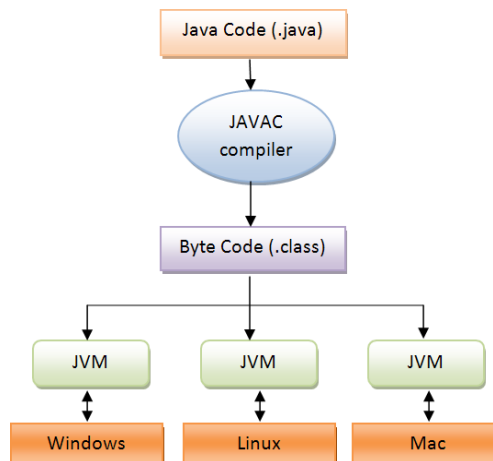 Java Code (.java)
JAVAC
compiler
Byte Code (.class)
JVM
JVM
JVM
Windows
Linux
Mac